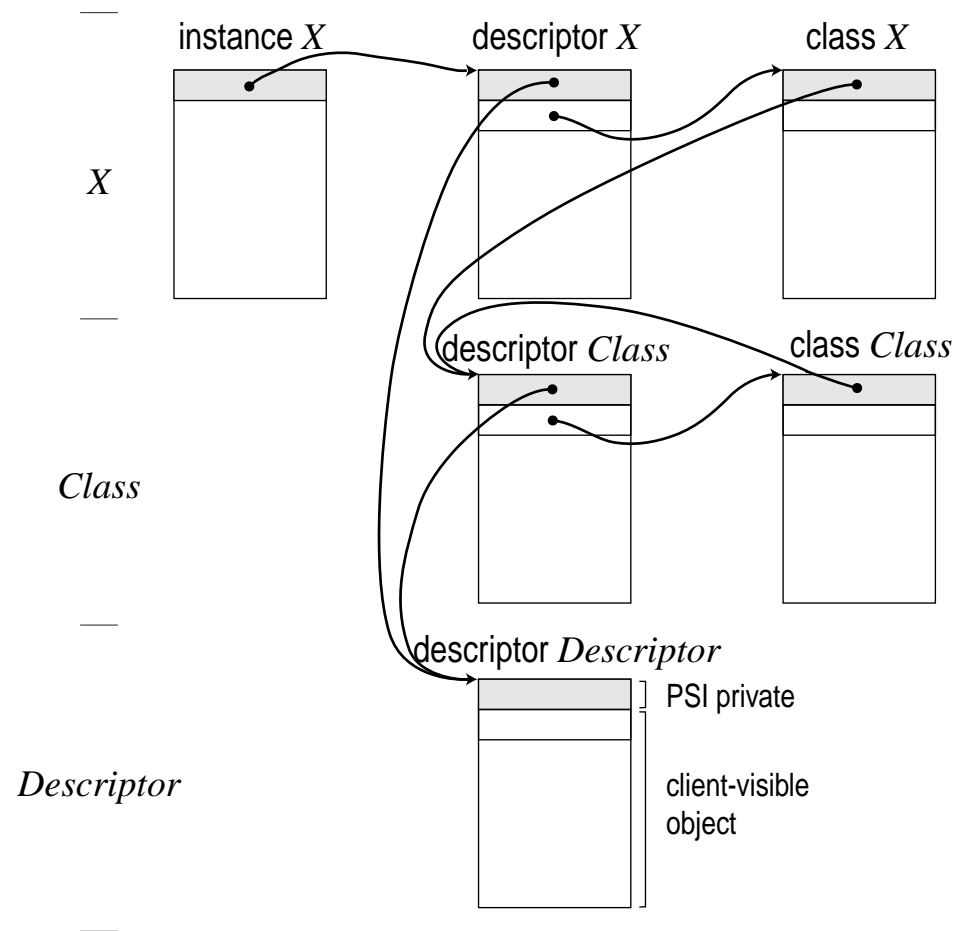 instance X
descriptor X
class X
X
descriptor Class
class Class
Class
descriptor Descriptor
PSI private
Descriptor
client-visible
object